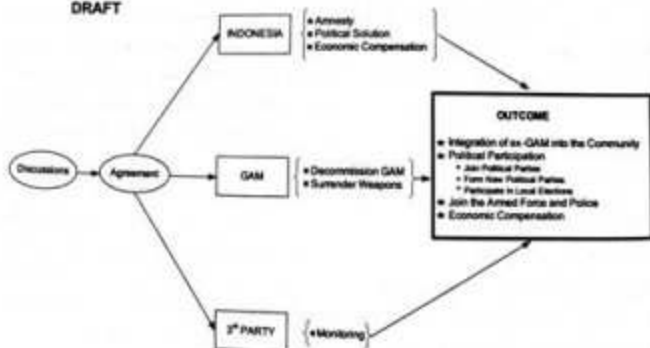 DRAFT
INDONESIA
Amnesty
Political Solution
Economic Compensation
Discussions
Agreement
GAM
Decommission GAM
Surrender Weapons
3rd PARTY
Monitoring
OUTCOME
Integration of ex-GAM into the Community
Political Participation
Join Political Parties
Form New Political Parties
Participate in Local Elections
Join the Armed Force and Police
Economic Compensation